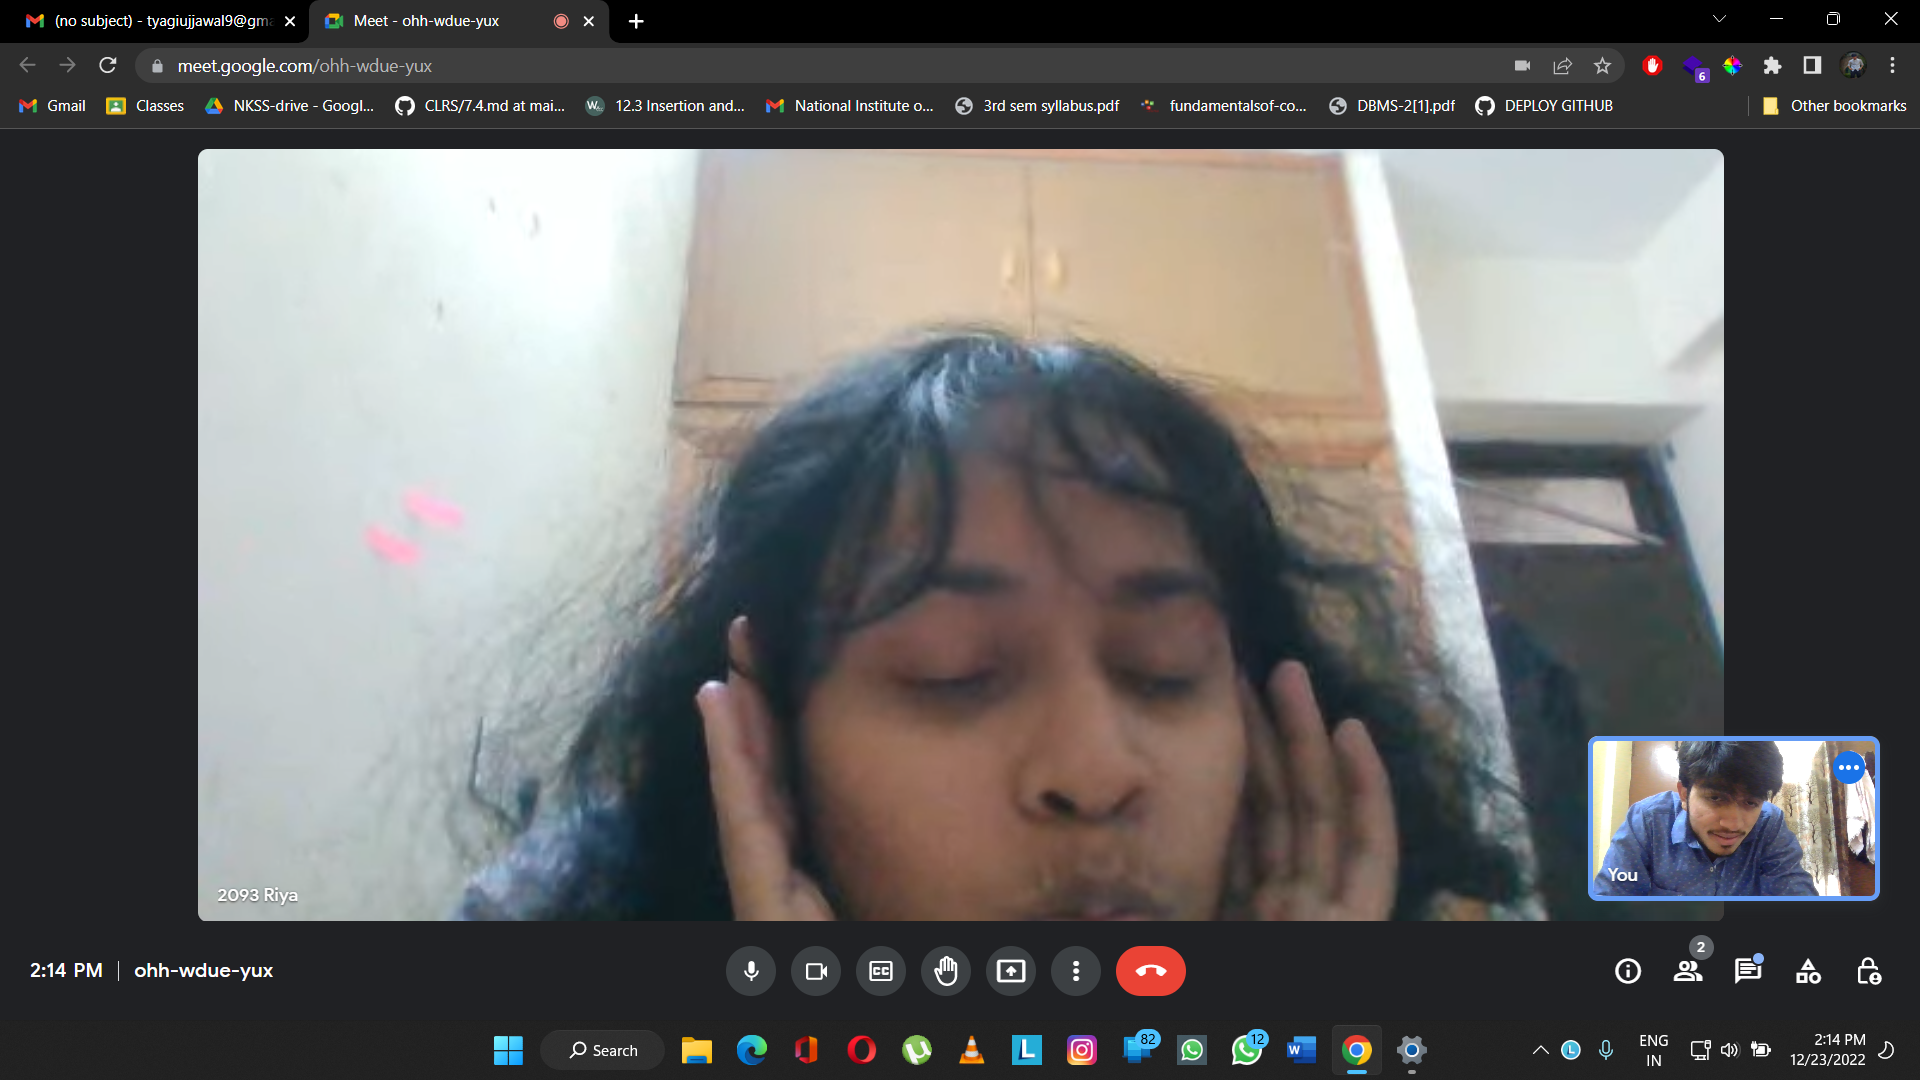 (no subject) - tyagiujjawal9@gma
Meet - ohh-wdue-yux
meet.google.com/ohh-wdue-yux
6
Gmail
Classes
NKSS-drive - Googl...
CLRS/7.4.md at mai...
12.3 Insertion and...
National Institute o...
3rd sem syllabus.pdf
fundamentalsof-co...
DBMS-2[1].pdf
DEPLOY GITHUB
Other bookmarks
2093 Riya
You
2:14 PM | ohh-wdue-yux
CC
2
Search
L
82
12
W
L
ENG
IN
2:14 PM
12/23/2022